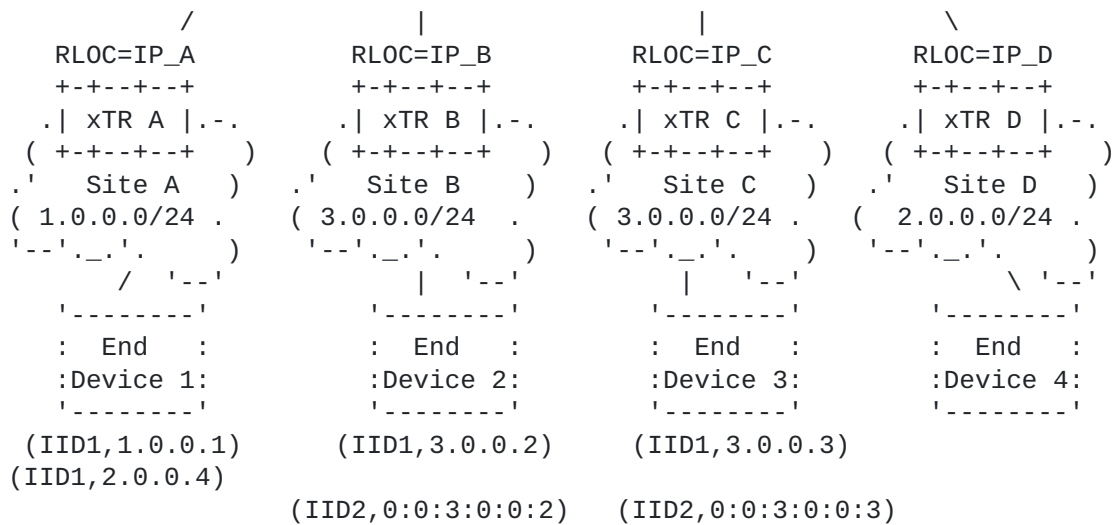 / | | \
RLOC=IP_A RLOC=IP_B RLOC=IP_C RLOC=IP_D
+-+--+--+ +-+--+--+ +-+--+--+ +-+--+--+
.| xTR A |.-. .| xTR B |.-. .| xTR C |.-. .| xTR D |.-.
( +-+--+--+ ) ( +-+--+--+ ) ( +-+--+--+ ) ( +-+--+--+ )
.' Site A ) .' Site B ) .' Site C ) .' Site D )
( 1.0.0.0/24 . ( 3.0.0.0/24 . ( 3.0.0.0/24 . ( 2.0.0.0/24 .
'--'._.'. ) '--'._.'. ) '--'._.'. ) '--'._.'. )
/ '--' | '--' | '--' \ '--'
'--------' '--------' '--------' '--------'
: End : : End : : End : : End :
:Device 1: :Device 2: :Device 3: :Device 4:
'--------' '--------' '--------' '--------'
(IID1,1.0.0.1) (IID1,3.0.0.2) (IID1,3.0.0.3)
(IID1,2.0.0.4)
(IID2,0:0:3:0:0:2) (IID2,0:0:3:0:0:3)